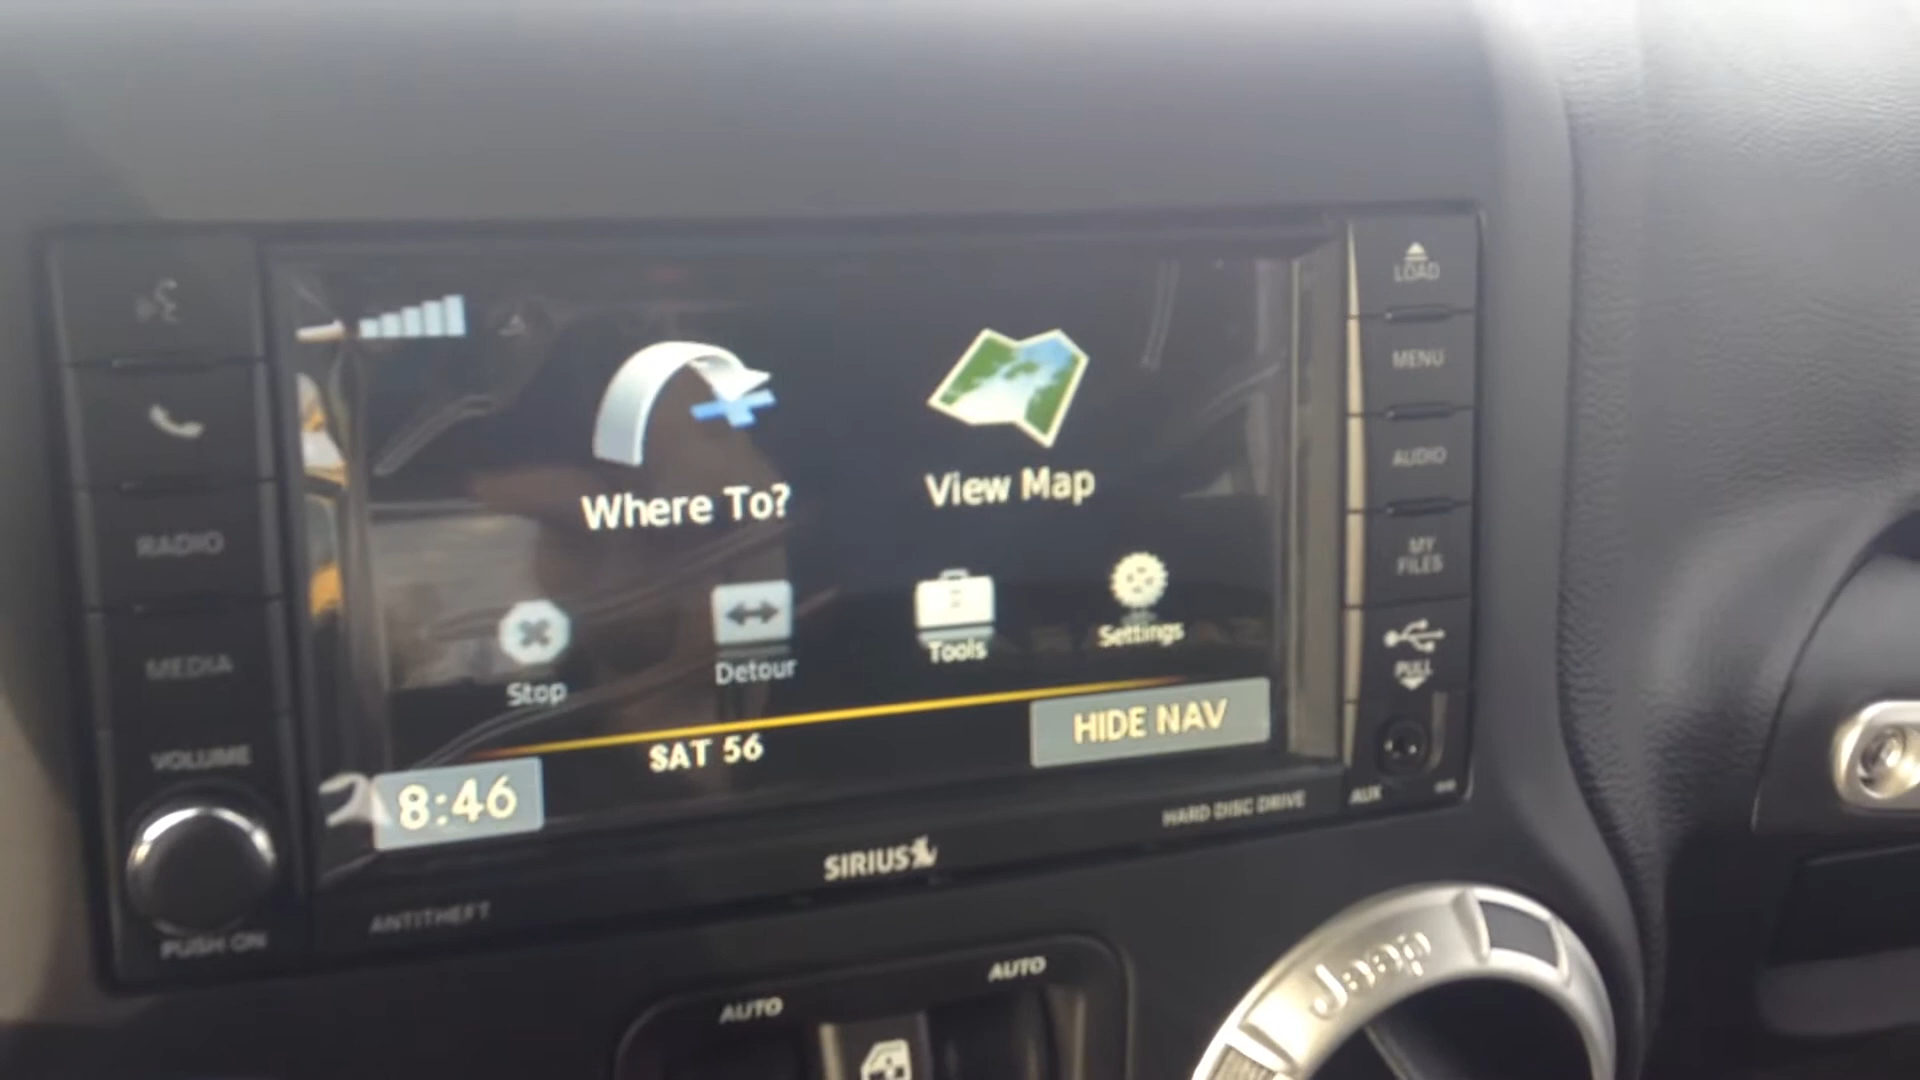 LOAD
MENU
AUDIO
MY
FILES
PULL
AUX
RADIO
MEDIA
VOLUME
PUSH ON
Where To?
View Map
Stop
Detour
Tools
Settings
SAT 56
HIDE NAV
8:46
SIRIUS
HARD DISC DRIVE
ANTITHEFT
AUTO
AUTO
Jeep